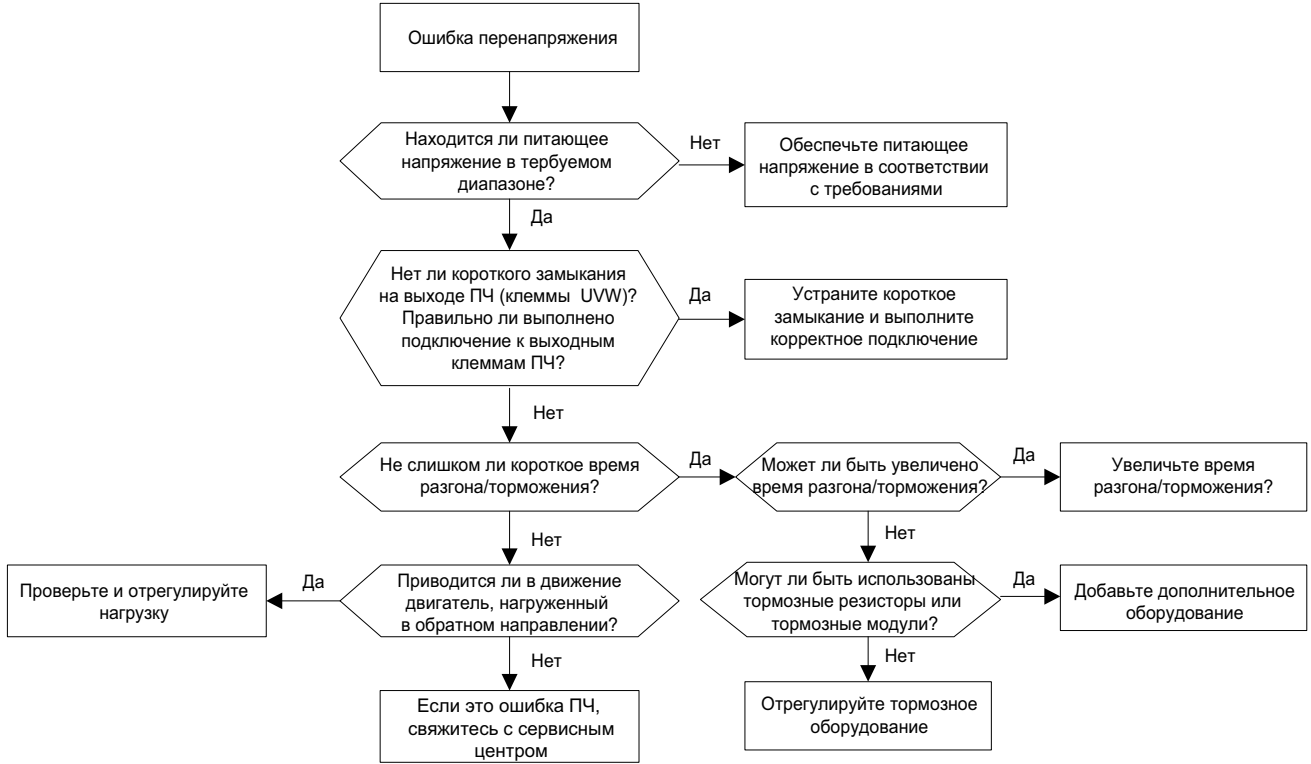 Ошибка перенапряжения
Находится ли питающее
напряжение в тербуемом
диапазоне?
Нет
Обеспечьте питающее
напряжение в соответствии
с требованиями
Да
Нет ли короткого замыкания
на выходе ПЧ (клеммы UVW)?
Правильно ли выполнено
подключение к выходным
клеммам ПЧ?
Да
Устраните короткое
замыкание и выполните
корректное подключение
Нет
Не слишком ли короткое время
разгона/торможения?
Да
Может ли быть увеличено
время разгона/торможения?
Да
Увеличьте время
разгона/торможения?
Нет
Нет
Проверьте и отрегулируйте
нагрузку
Да
Приводится ли в движение
двигатель, нагруженный
в обратном направлении?
Могут ли быть использованы
тормозные резисторы или
тормозные модули?
Да
Добавьте дополнительное
оборудование
Нет
Нет
Если это ошибка ПЧ,
свяжитесь с сервисным
центром
Отрегулируйте тормозное
оборудование